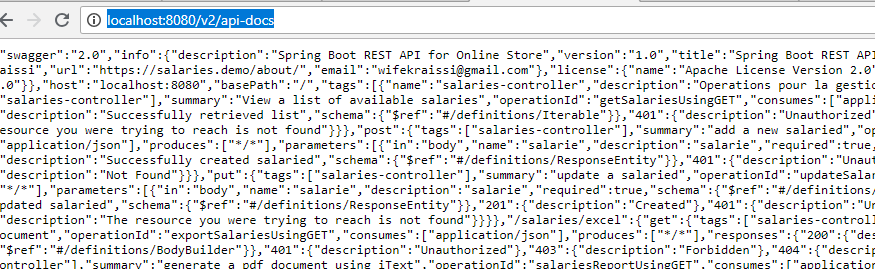 localhost:8080/v2/api-docs
"swagger":"2.0","info":{"description":"Spring Boot REST API for Online Store","version":"1.0","title":"Spring Boot REST API
aissi","url":"https://salaries.demo/about/","email":"wifekraissi@gmail.com"},"license":{"name":"Apache License Version 2.0"
.0"}},"host":"localhost:8080","basePath":"/","tags":[{"name":"salaries-controller","description":"Operations pour la gestio
"salaries-controller"],"summary":"View a list of available salaries","operationId":"getSalariesUsingGET","consumes":["appli
"description":"Successfully retrieved list","schema":{"$ref":"#/definitions/Iterable"}},"401":{"description":"Unauthorized"
esource you were trying to reach is not found"}}},"post":{"tags":["salaries-controller"],"summary":"add a new salaried","op
"application/json"],"produces":["*/*"],"parameters":[{"in":"body","name":"salarie","description":"salarie","required":true,
"description":"Successfully created salaried","schema":{"$ref":"#/definitions/ResponseEntity"}},"401":{"description":"Unaut
"description":"Not Found"}}},"put":{"tags":["salaries-controller"],"summary":"update a salaried","operationId":"updateSalar
"*/*"],"parameters":[{"in":"body","name":"salarie","description":"salarie","required":true,"schema":{"$ref":"#/definitions/
pdated salaried","schema":{"$ref":"#/definitions/ResponseEntity"}},"201":{"description":"Created"},"401":{"description":"Un
"description":"The resource you were trying to reach is not found"}}}},"/salaries/excel":{"get":{"tags":["salaries-controll
ocument","operationId":"exportSalariesUsingGET","consumes":["application/json"],"produces":["*/*"],"responses":{"200":{"des
"$ref":"#/definitions/BodyBuilder"}},"401":{"description":"Unauthorized"},"403":{"description":"Forbidden"},"404":{"descrip
ontroller"],"summary":"generate a pdf document using iText","operationId":"salariesReportUsingGET","consumes":["application